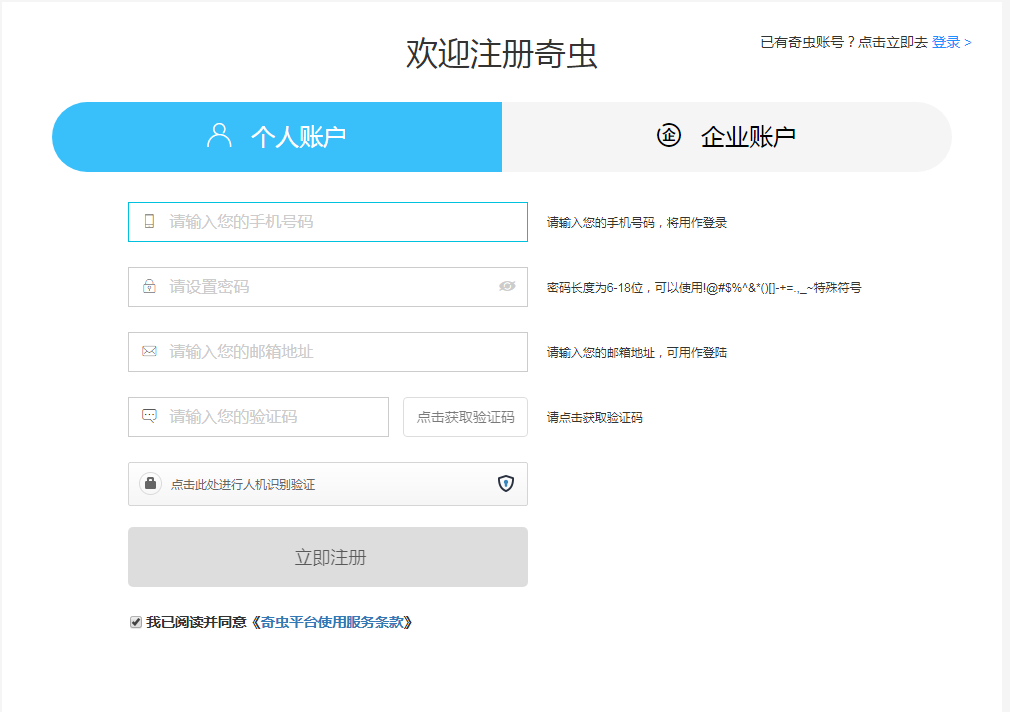 欢迎注册奇虫
已有奇虫账号？点击立即去 登录 >
个人账户
企 企业账户
请输入您的手机号码
请输入您的手机号码，将用作登录
请设置密码
密码长度为6-18位，可以使用!@#$%^&*()[]-+=.,_~特殊符号
请输入您的邮箱地址
请输入您的邮箱地址，可用作登陆
请输入您的验证码
点击获取验证码
请点击获取验证码
点击此处进行人机识别验证
立即注册
我已阅读并同意《奇虫平台使用服务条款》